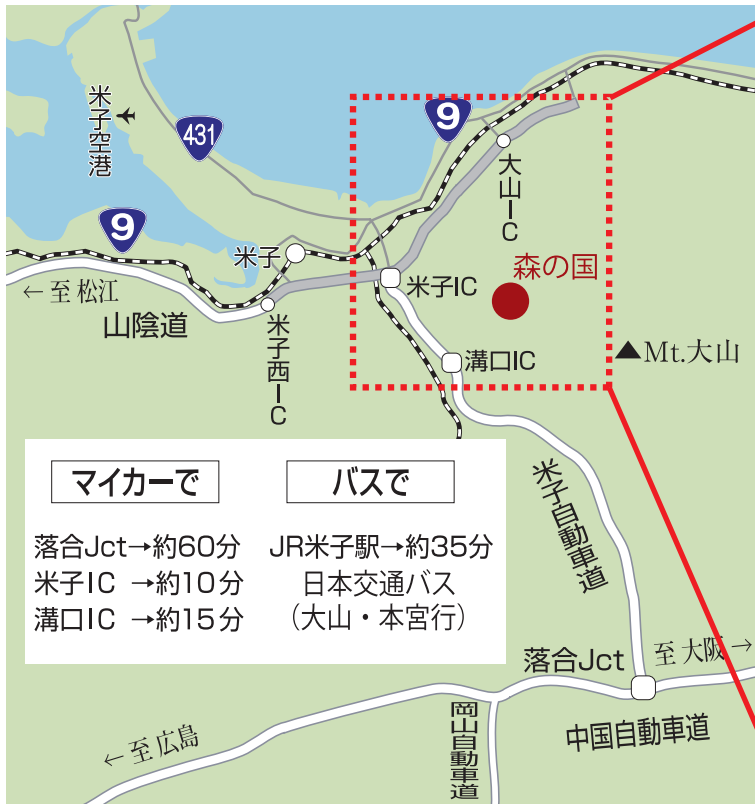 9
431
米子空港
大山IC
9
米子
森の国
米子IC
← 至 松江
山陰道
米子西IC
溝口IC
▲Mt.大山
マイカーで
落合Jct→約60分
米子IC →約10分
溝口IC →約15分
バスで
JR米子駅→約35分
日本交通バス
(大山・本宮行)
米子自動車道
落合Jct
至 大阪 →
中国自動車道
岡山自動車道
← 至 広島